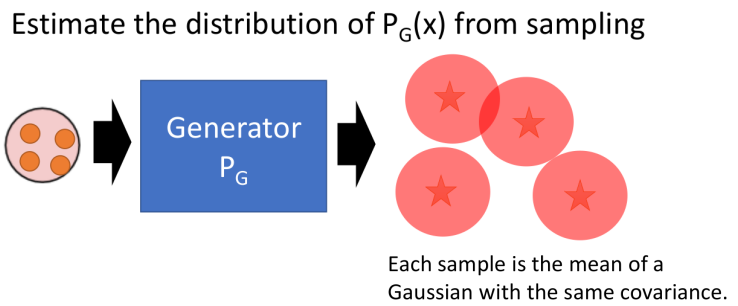 Estimate the distribution of P_G(x) from sampling
Generator
P_G
Each sample is the mean of a
Gaussian with the same covariance.